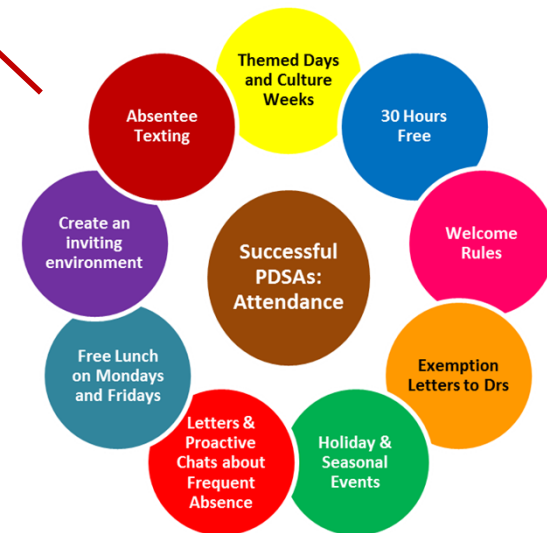 Themed Days
and Culture
Weeks
30 Hours
Free
Welcome
Rules
Exemption
Letters to Drs
Holiday &
Seasonal
Events
Letters &
Proactive
Chats about
Frequent
Absence
Free Lunch
on Mondays
and Fridays
Create an
inviting
environment
Absentee
Texting
Successful
PDSAs:
Attendance